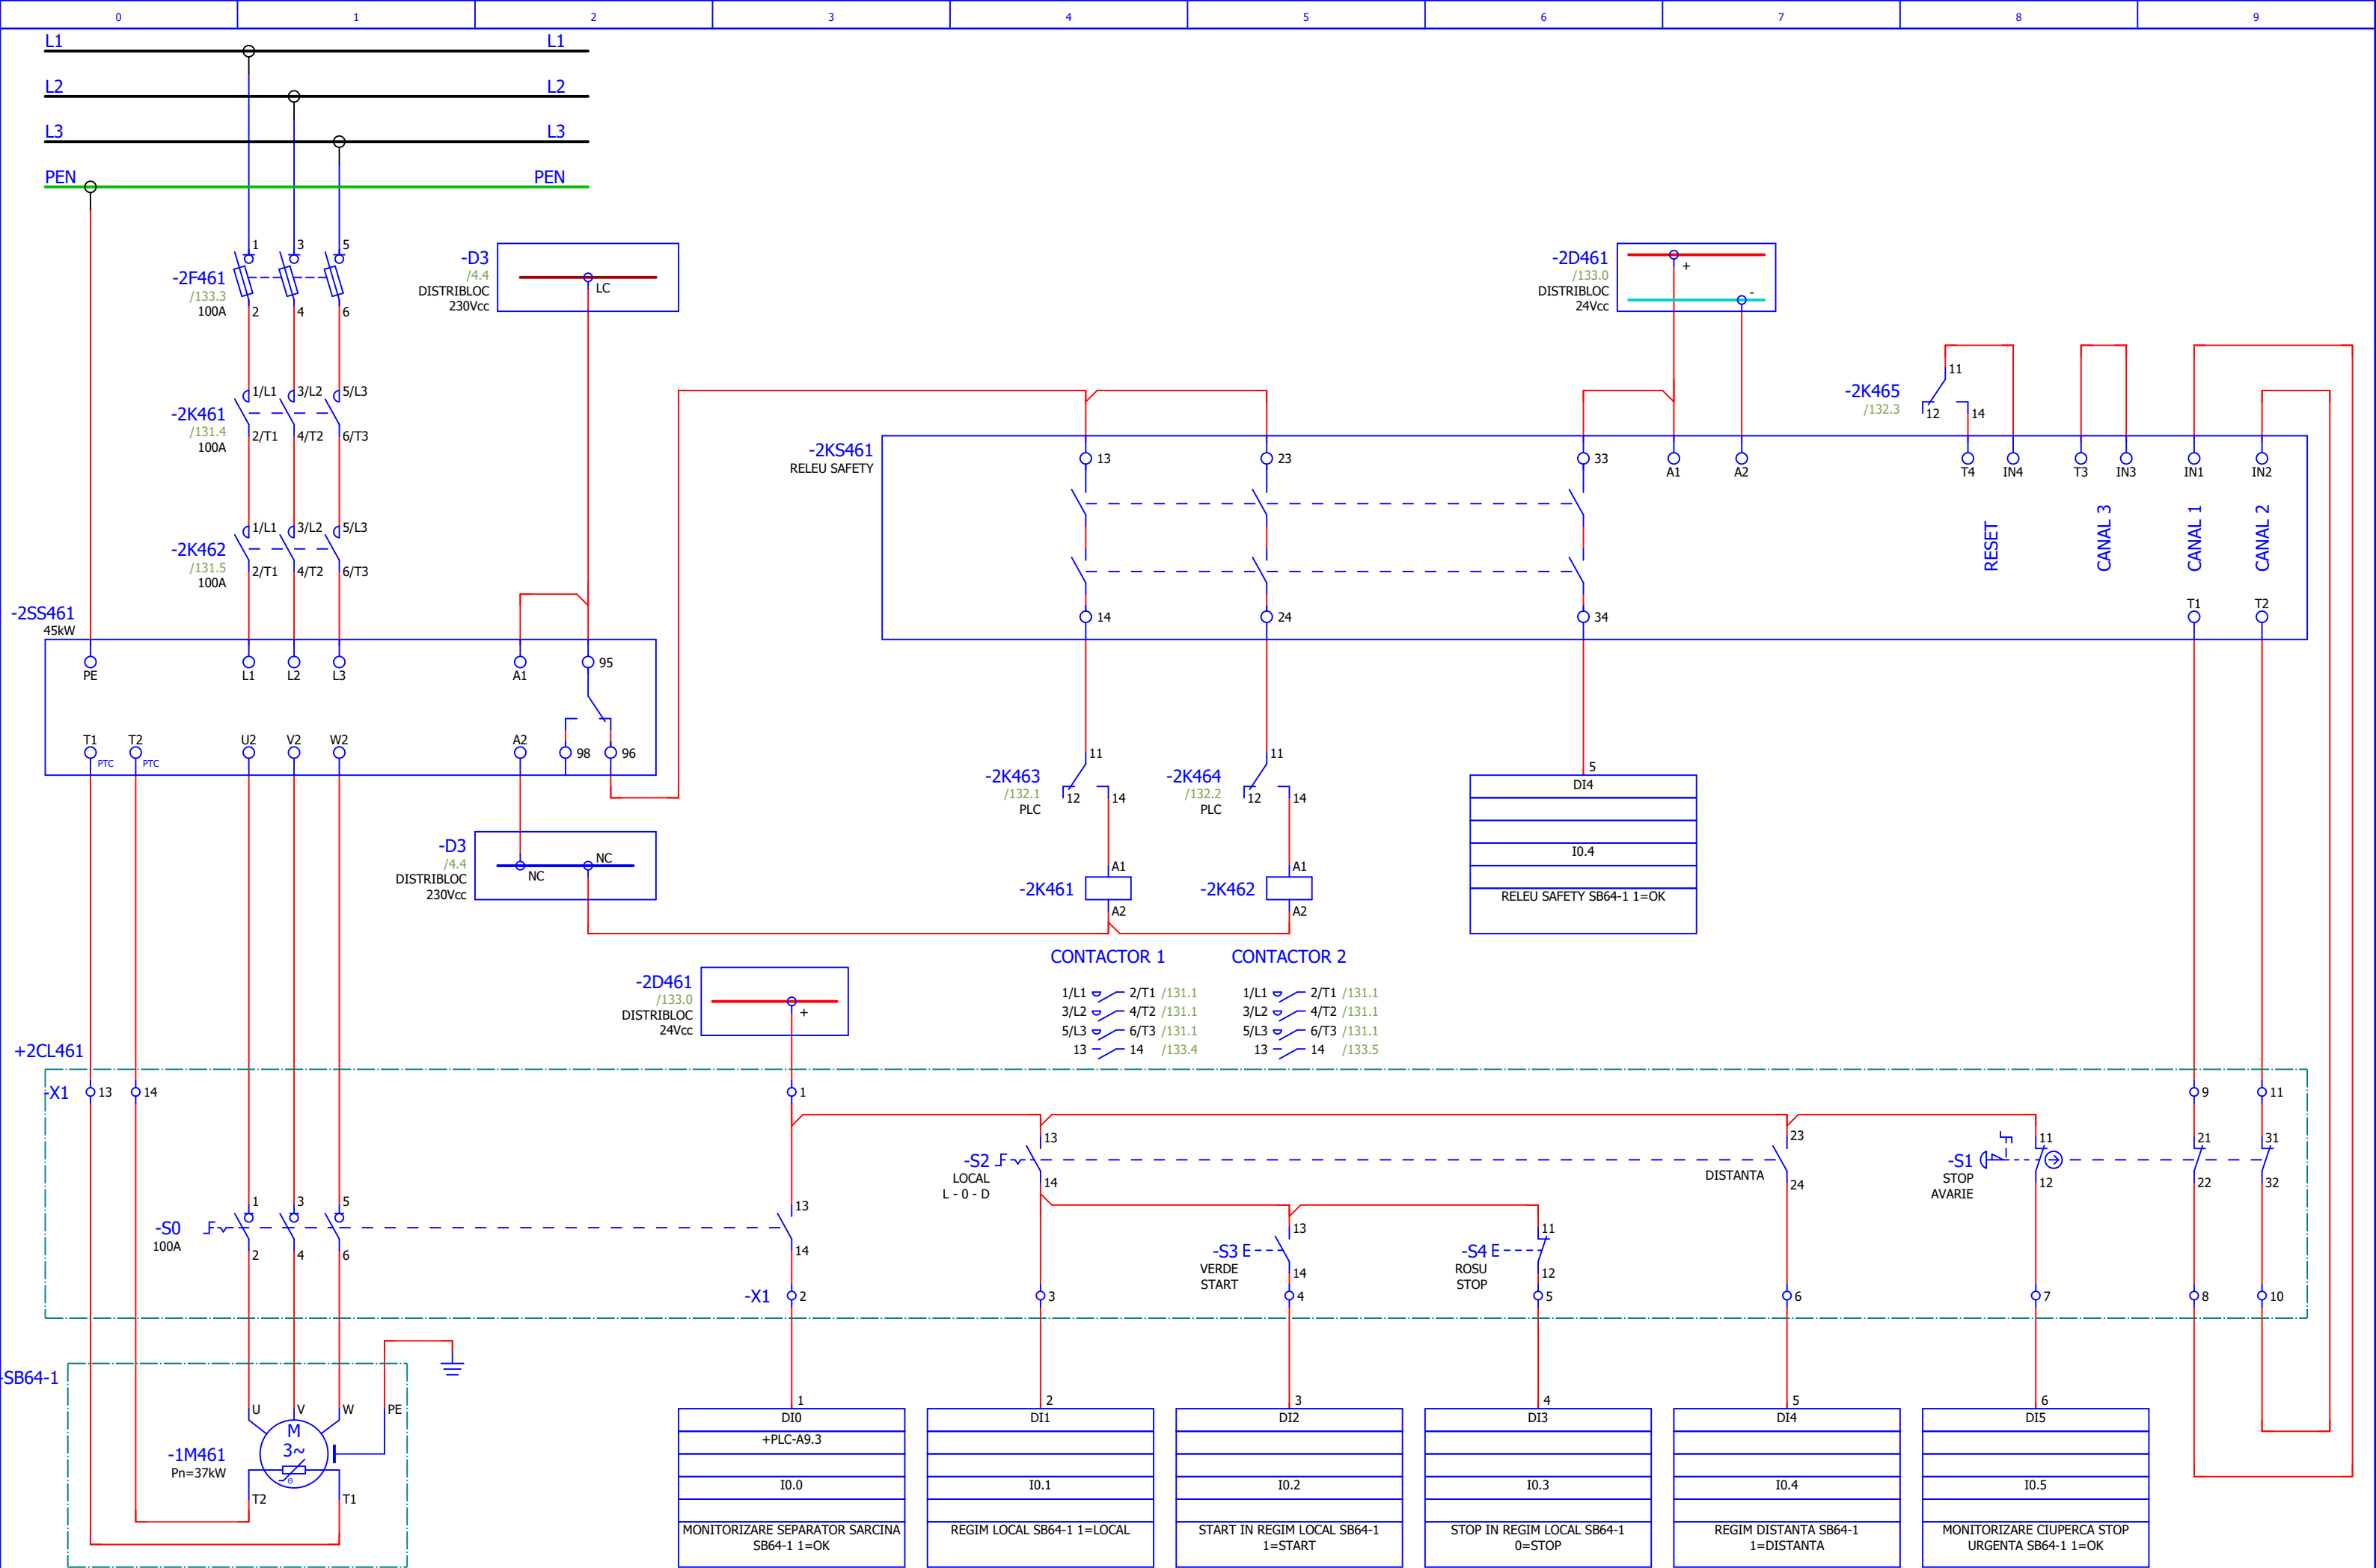 0 1 2 3 4 5 6 7 8 9
L1 L1
L2 L2
L3 L3
PEN PEN
1 3 5
-2F461
/133.3
100A
2 4 6
-D3
/4.4
DISTRIBLOC
230Vcc
LC
-2D461
/133.0
DISTRIBLOC
24Vcc
+
-
1/L1 3/L2 5/L3
-2K461
/131.4
100A
2/T1 4/T2 6/T3
-2K465
/132.3
11
12 14
1/L1 3/L2 5/L3
-2K462
/131.5
100A
2/T1 4/T2 6/T3
-2KS461
RELEU SAFETY
13 23 33
A1 A2 T4 IN4 T3 IN3 IN1 IN2
RESET
CANAL 3
CANAL 1
CANAL 2
14 24 34
T1 T2
-2SS461
45kW
PE L1 L2 L3 A1 95
T1 T2 U2 V2 W2 A2 98 96
PTC PTC
-2K463
/132.1
PLC
11
12 14
-2K464
/132.2
PLC
11
12 14
5
DI4
I0.4
RELEU SAFETY SB64-1 1=OK
-D3
/4.4
DISTRIBLOC
230Vcc
NC
NC
A1
-2K461
A2
A1
-2K462
A2
CONTACTOR 1
1/L1 2/T1 /131.1
3/L2 4/T2 /131.1
5/L3 6/T3 /131.1
13 14 /133.4
CONTACTOR 2
1/L1 2/T1 /131.1
3/L2 4/T2 /131.1
5/L3 6/T3 /131.1
13 14 /133.5
-2D461
/133.0
DISTRIBLOC
24Vcc
+
+2CL461
-X1 13 14 1 9 11
-S2
LOCAL
L - 0 - D
13
14
DISTANTA
23
24
-S1
STOP
AVARIE
11 21 31
12 22 32
-S0
100A
1 3 5 13
2 4 6 14
-S3 E
VERDE
START
13
14
-S4 E
ROSU
STOP
11
12
-X1 2 3 4 5 6 7 8 10
-SB64-1
U V W PE
M
3~
-1M461
Pn=37kW
θ
T2 T1
1
DI0
+PLC-A9.3
I0.0
MONITORIZARE SEPARATOR SARCINA
SB64-1 1=OK
2
DI1
I0.1
REGIM LOCAL SB64-1 1=LOCAL
3
DI2
I0.2
START IN REGIM LOCAL SB64-1
1=START
4
DI3
I0.3
STOP IN REGIM LOCAL SB64-1
0=STOP
5
DI4
I0.4
REGIM DISTANTA SB64-1
1=DISTANTA
6
DI5
I0.5
MONITORIZARE CIUPERCA STOP
URGENTA SB64-1 1=OK